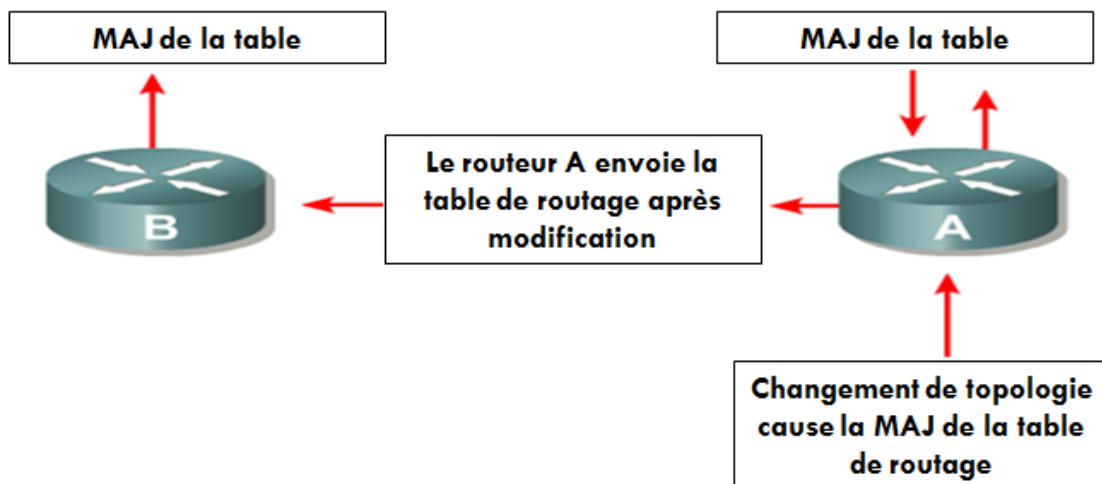 MAJ de la table
MAJ de la table
Le routeur A envoie la
table de routage après
modification
B
A
Changement de topologie
cause la MAJ de la table
de routage